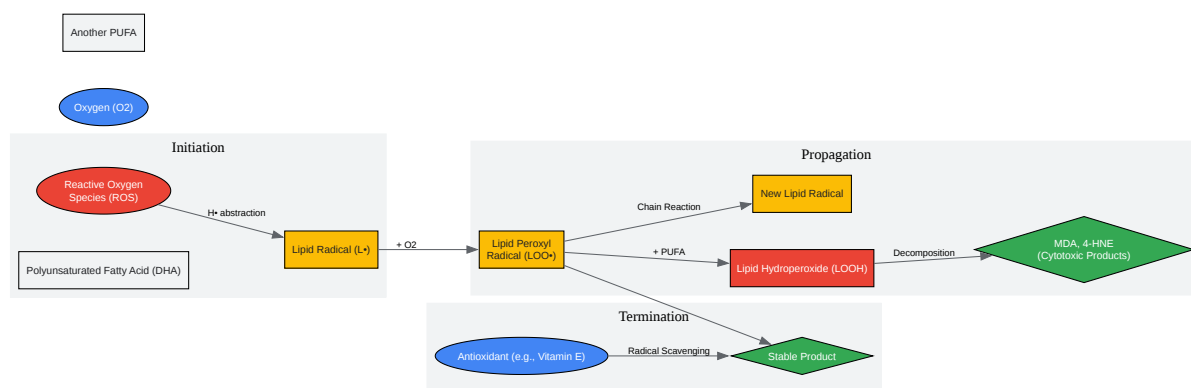 Another PUFA
Oxygen (O2)
Initiation
Reactive Oxygen
Species (ROS)
H• abstraction
Lipid Radical (L•)
Polyunsaturated Fatty Acid (DHA)
+ O2
Propagation
Lipid Peroxyl
Radical (LOO•)
Chain Reaction
New Lipid Radical
+ PUFA
Lipid Hydroperoxide (LOOH)
Decomposition
MDA, 4-HNE
(Cytotoxic Products)
Termination
Antioxidant (e.g., Vitamin E)
Radical Scavenging
Stable Product